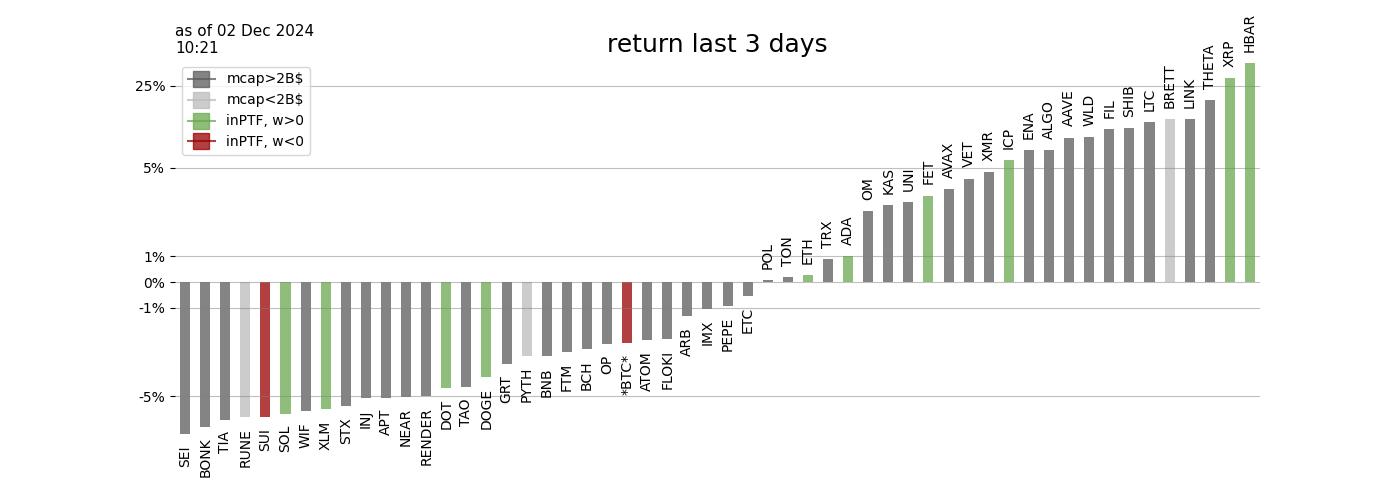 as of 02 Dec 2024
10:21
return last 3 days
mcap>2B$
mcap<2B$
inPTF, w>0
inPTF, w<0
25%
5%
1%
0%
-1%
-5%
SEI
BONK
TIA
RUNE
SUI
SOL
WIF
XLM
STX
INJ
APT
NEAR
RENDER
DOT
TAO
DOGE
GRT
PYTH
BNB
FTM
BCH
OP
*BTC*
ATOM
FLOKI
ARB
IMX
PEPE
ETC
POL
TON
ETH
TRX
ADA
OM
KAS
UNI
FET
AVAX
VET
XMR
ICP
ENA
ALGO
AAVE
WLD
FIL
SHIB
LTC
BRETT
LINK
THETA
XRP
HBAR